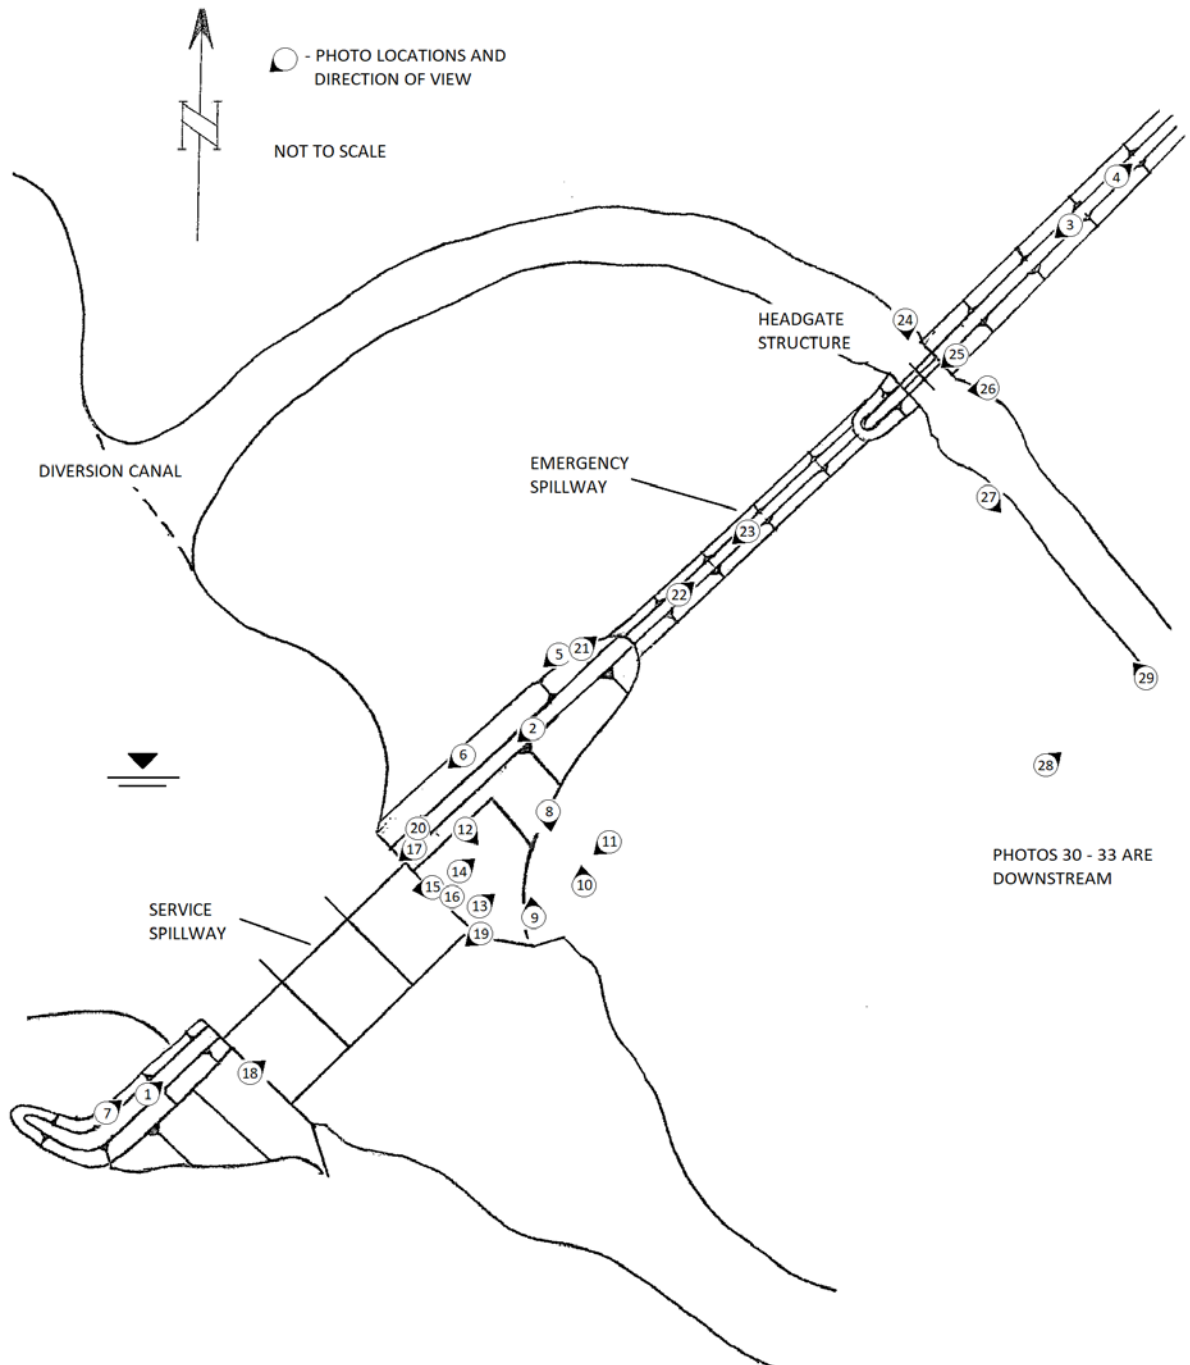 - PHOTO LOCATIONS AND
DIRECTION OF VIEW
N
NOT TO SCALE
4
3
24
HEADGATE
STRUCTURE
25
26
DIVERSION CANAL
EMERGENCY
SPILLWAY
27
23
22
21
5
29
2
6
28
8
20
12
11
17
PHOTOS 30 - 33 ARE
DOWNSTREAM
14
15
10
16
13
9
SERVICE
SPILLWAY
19
18
1
7